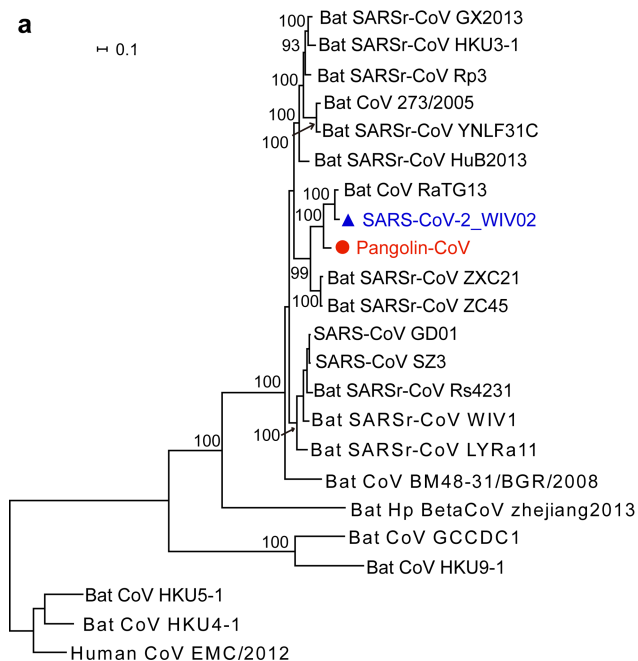 a
0.1
100
Bat SARSr-CoV GX2013
93
Bat SARSr-CoV HKU3-1
100
Bat SARSr-CoV Rp3
100
Bat CoV 273/2005
100
Bat SARSr-CoV YNLF31C
Bat SARSr-CoV HuB2013
100
Bat CoV RaTG13
100
SARS-CoV-2_WIV02
Pangolin-CoV
99
Bat SARSr-CoV ZXC21
100
Bat SARSr-CoV ZC45
SARS-CoV GD01
SARS-CoV SZ3
100
Bat SARSr-CoV Rs4231
Bat SARSr-CoV WIV1
100
Bat SARSr-CoV LYRa11
100
Bat CoV BM48-31/BGR/2008
Bat Hp BetaCoV zhejiang2013
Bat CoV GCCDC1
100
Bat CoV HKU9-1
Bat CoV HKU5-1
Bat CoV HKU4-1
Human CoV EMC/2012